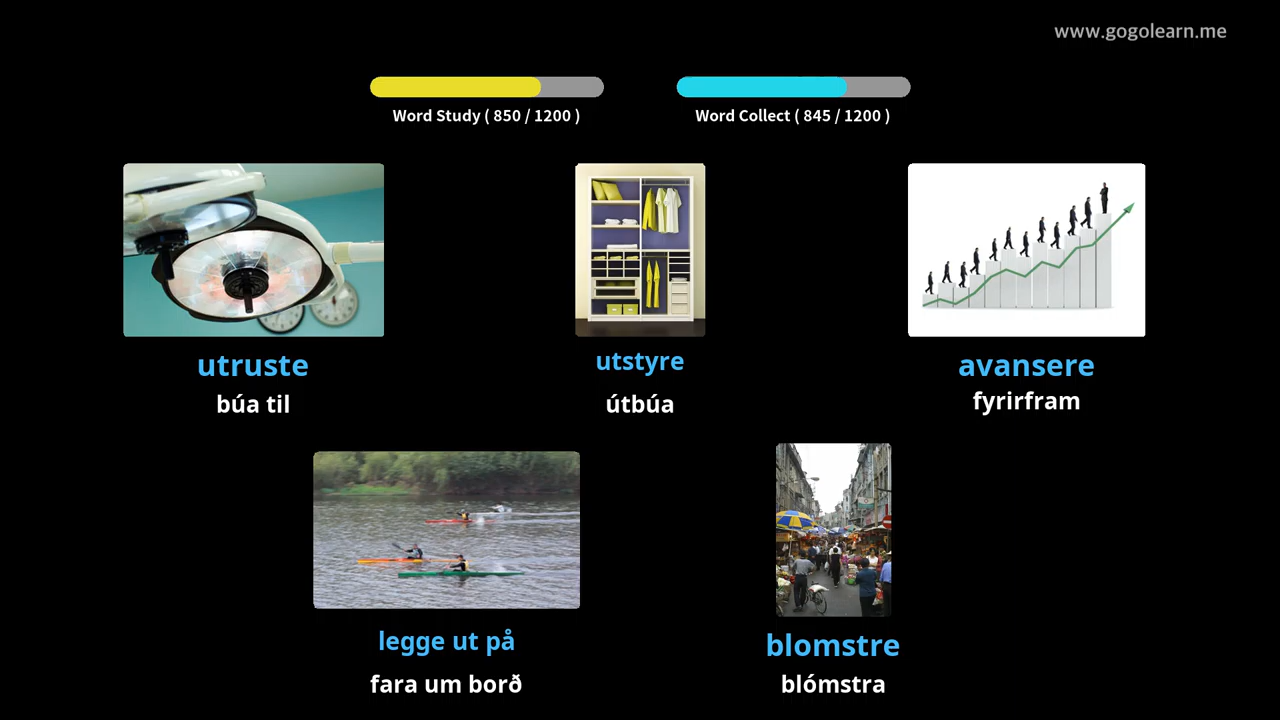 www.gogolearn.me
Word Study ( 850 / 1200 )
Word Collect ( 845 / 1200 )
utruste
búa til
utstyre
útbúa
avansere
fyrirfram
legge ut på
fara um borð
blomstre
blómstra